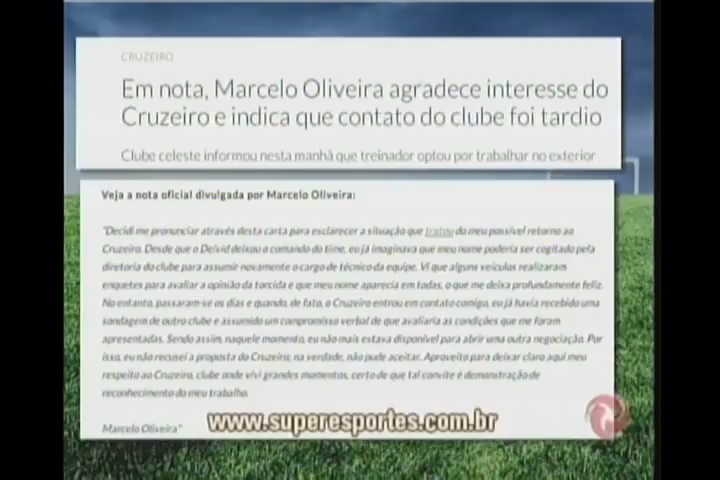 CRUZEIRO
Em nota, Marcelo Oliveira agradece interesse do
Cruzeiro e indica que contato do clube foi tardio
Clube celeste informou nesta manhã que treinador optou por trabalhar no exterior
Veja a nota oficial divulgada por Marcelo Oliveira:
"Decidi me pronunciar através desta carta para esclarecer a situação que tratou do meu possível retorno ao
Cruzeiro. Desde que o Deivid deixou o comando do time, eu já imaginava que meu nome poderia ser cogitado pela
diretoria do clube para assumir novamente o cargo de técnico da equipe. Vi que alguns veículos realizaram
enquetes para avaliar a opinião da torcida e que meu nome aparecia em todas, o que me deixa profundamente feliz.
No entanto, passaram-se os dias e quando, de fato, o Cruzeiro entrou em contato comigo, eu já havia recebido uma
sondagem de outro clube e assumido um compromisso verbal de que avaliaria as condições que me foram
apresentadas. Sendo assim, naquele momento, eu não mais estava disponível para abrir uma outra negociação. Por
isso, eu não recusei a proposta do Cruzeiro; na verdade, não pude aceitar. Aproveito para deixar claro aqui meu
respeito ao Cruzeiro, clube onde vivi grandes momentos, certo de que tal convite é demonstração de
reconhecimento do meu trabalho.
Marcelo Oliveira"
www.superesportes.com.br